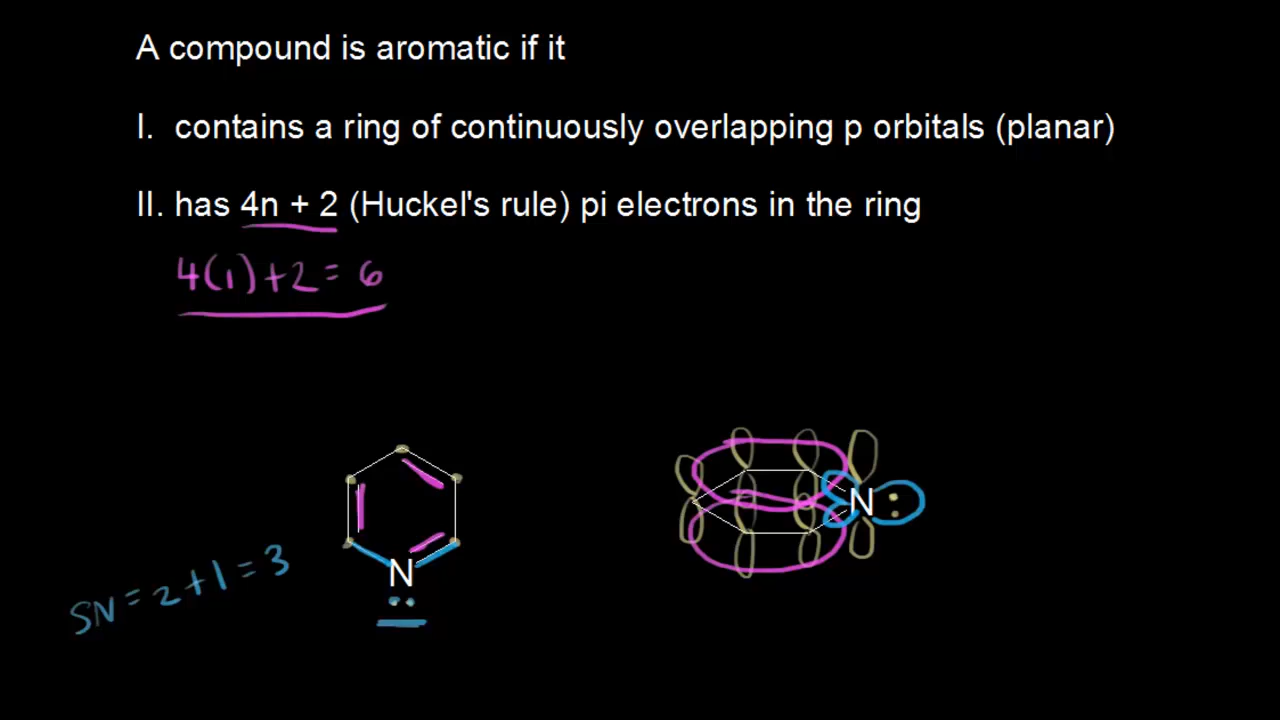 A compound is aromatic if it
I. contains a ring of continuously overlapping p orbitals (planar)
II. has 4n + 2 (Huckel's rule) pi electrons in the ring
4(1)+2=6
N
SN=2+1=3
N